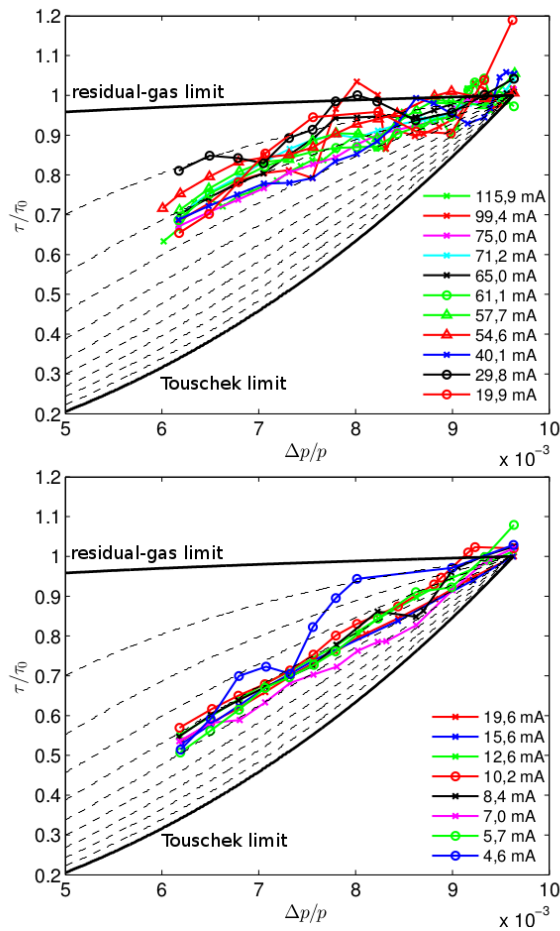 1.2
1.1
1
0.9
0.8
0.7
0.6
0.5
0.4
0.3
0.2
τ/τ₀
residual-gas limit
Touschek limit
115,9 mA
99,4 mA
75,0 mA
71,2 mA
65,0 mA
61,1 mA
57,7 mA
54,6 mA
40,1 mA
29,8 mA
19,9 mA
5 6 7 8 9 10
Δp/p
x 10⁻³
1.2
1.1
1
0.9
0.8
0.7
0.6
0.5
0.4
0.3
0.2
τ/τ₀
residual-gas limit
Touschek limit
19,6 mA
15,6 mA
12,6 mA
10,2 mA
8,4 mA
7,0 mA
5,7 mA
4,6 mA
5 6 7 8 9 10
Δp/p
x 10⁻³